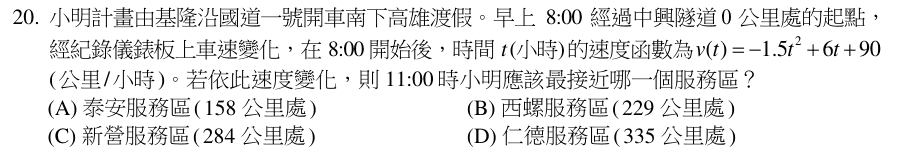 20. 小明計畫由基隆沿國道一號開車南下高雄渡假。早上 8:00 經過中興隧道 0 公里處的起點，
經紀錄儀錶板上車速變化，在 8:00 開始後，時間 t(小時)的速度函數為 v(t) = −1.5t² + 6t + 90
(公里/小時)。若依此速度變化，則 11:00 時小明應該最接近哪一個服務區？
(A) 泰安服務區 ( 158 公里處 ) (B) 西螺服務區 ( 229 公里處 )
(C) 新營服務區 ( 284 公里處 ) (D) 仁德服務區 ( 335 公里處 )